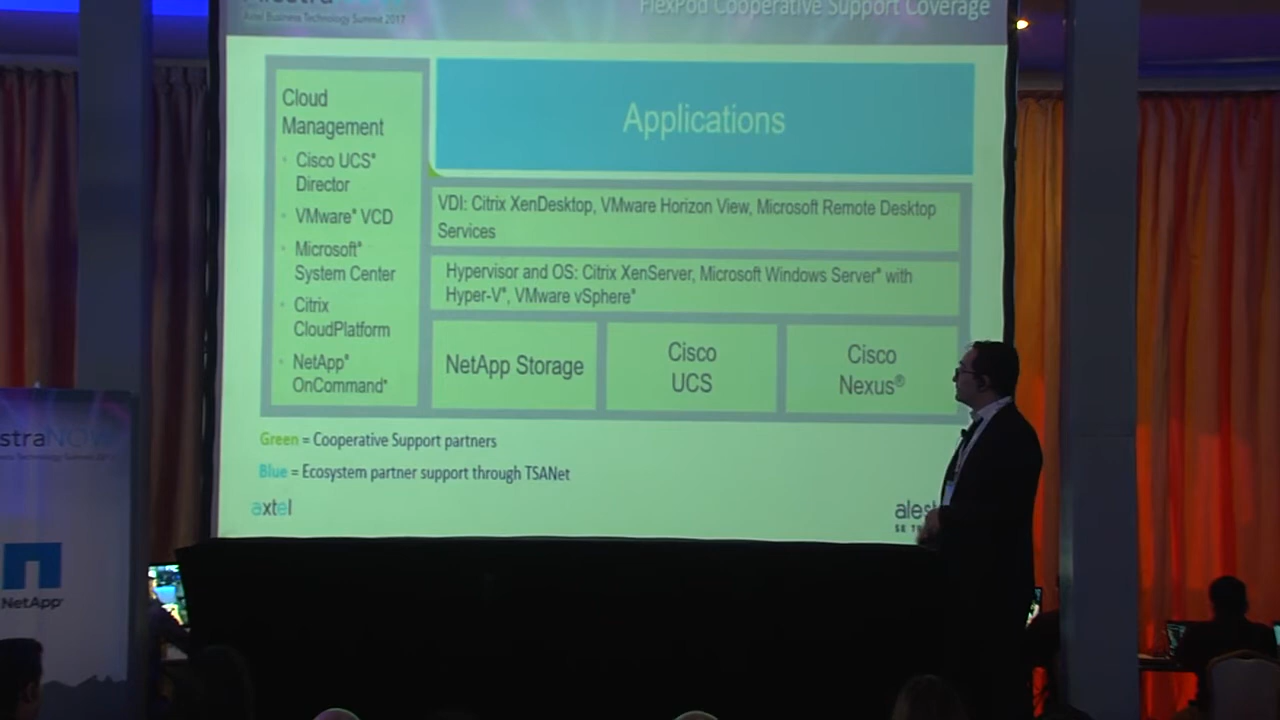 Axtel Business Technology Summit 2017
FlexPod Cooperative Support Coverage
Cloud
Management
• Cisco UCS®
Director
• VMware® VCD
• Microsoft®
System Center
• Citrix
CloudPlatform
• NetApp®
OnCommand®
Applications
VDI: Citrix XenDesktop, VMware Horizon View, Microsoft Remote Desktop
Services
Hypervisor and OS: Citrix XenServer, Microsoft Windows Server® with
Hyper-V®, VMware vSphere®
NetApp Storage
Cisco
UCS
Cisco
Nexus®
Green = Cooperative Support partners
Blue = Ecosystem partner support through TSANet
axtel
alest
SE T
straNOW
NetApp